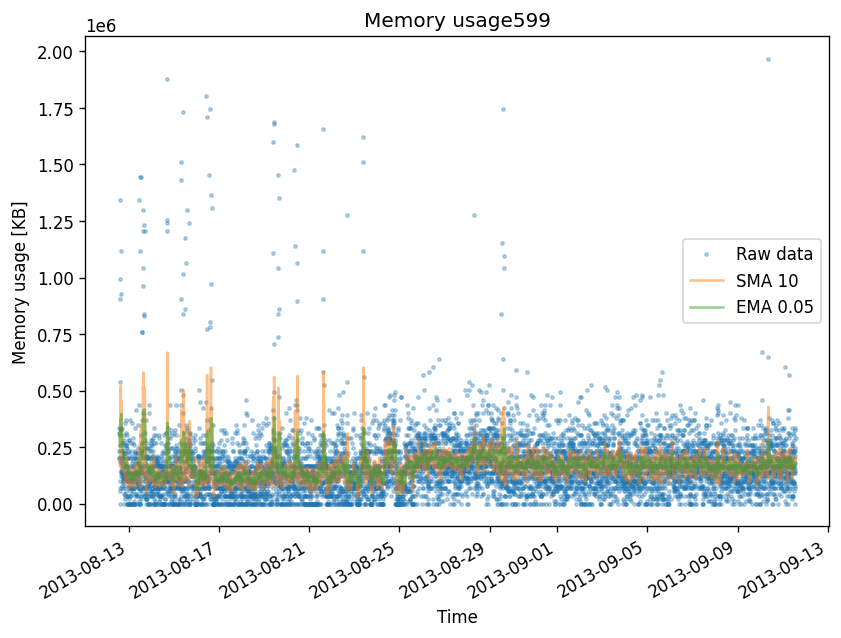 Memory usage599
1e6
2.00
1.75
1.50
1.25
1.00
0.75
0.50
0.25
0.00
Memory usage [KB]
Raw data
SMA 10
EMA 0.05
2013-08-13
2013-08-17
2013-08-21
2013-08-25
2013-08-29
2013-09-01
2013-09-05
2013-09-09
2013-09-13
Time